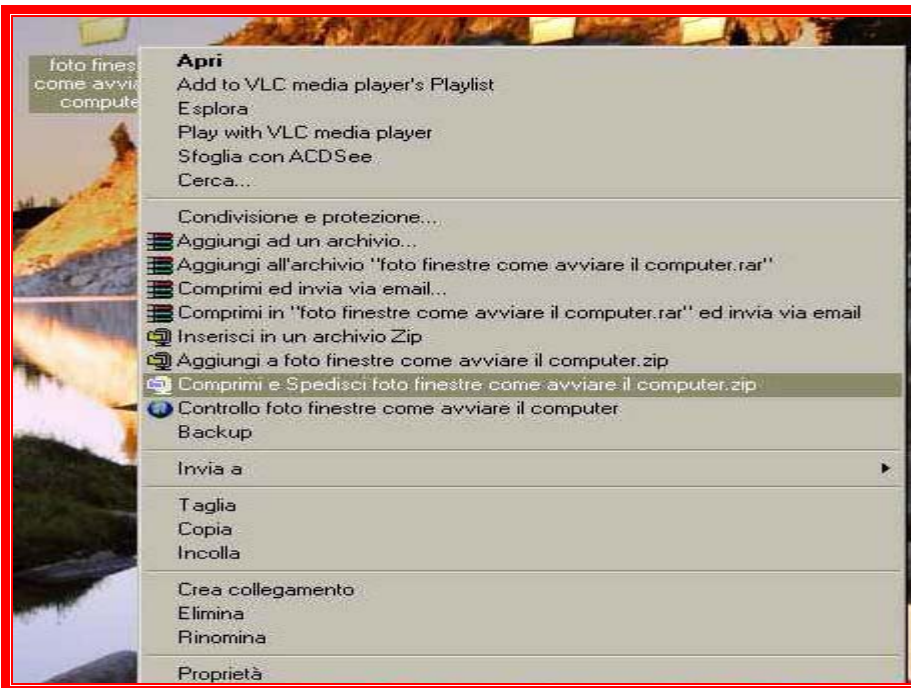 foto fines
come avvia
compute
Apri
Add to VLC media player's Playlist
Esplora
Play with VLC media player
Sfoglia con ACDSee
Cerca...
Condivisione e protezione...
Aggiungi ad un archivio...
Aggiungi all'archivio "foto finestre come avviare il computer.rar"
Comprimi ed invia via email...
Comprimi in "foto finestre come avviare il computer.rar" ed invia via email
Inserisci in un archivio Zip
Aggiungi a foto finestre come avviare il computer.zip
Comprimi e Spedisci foto finestre come avviare il computer.zip
Controllo foto finestre come avviare il computer
Backup
Invia a
Taglia
Copia
Incolla
Crea collegamento
Elimina
Rinomina
Proprietà